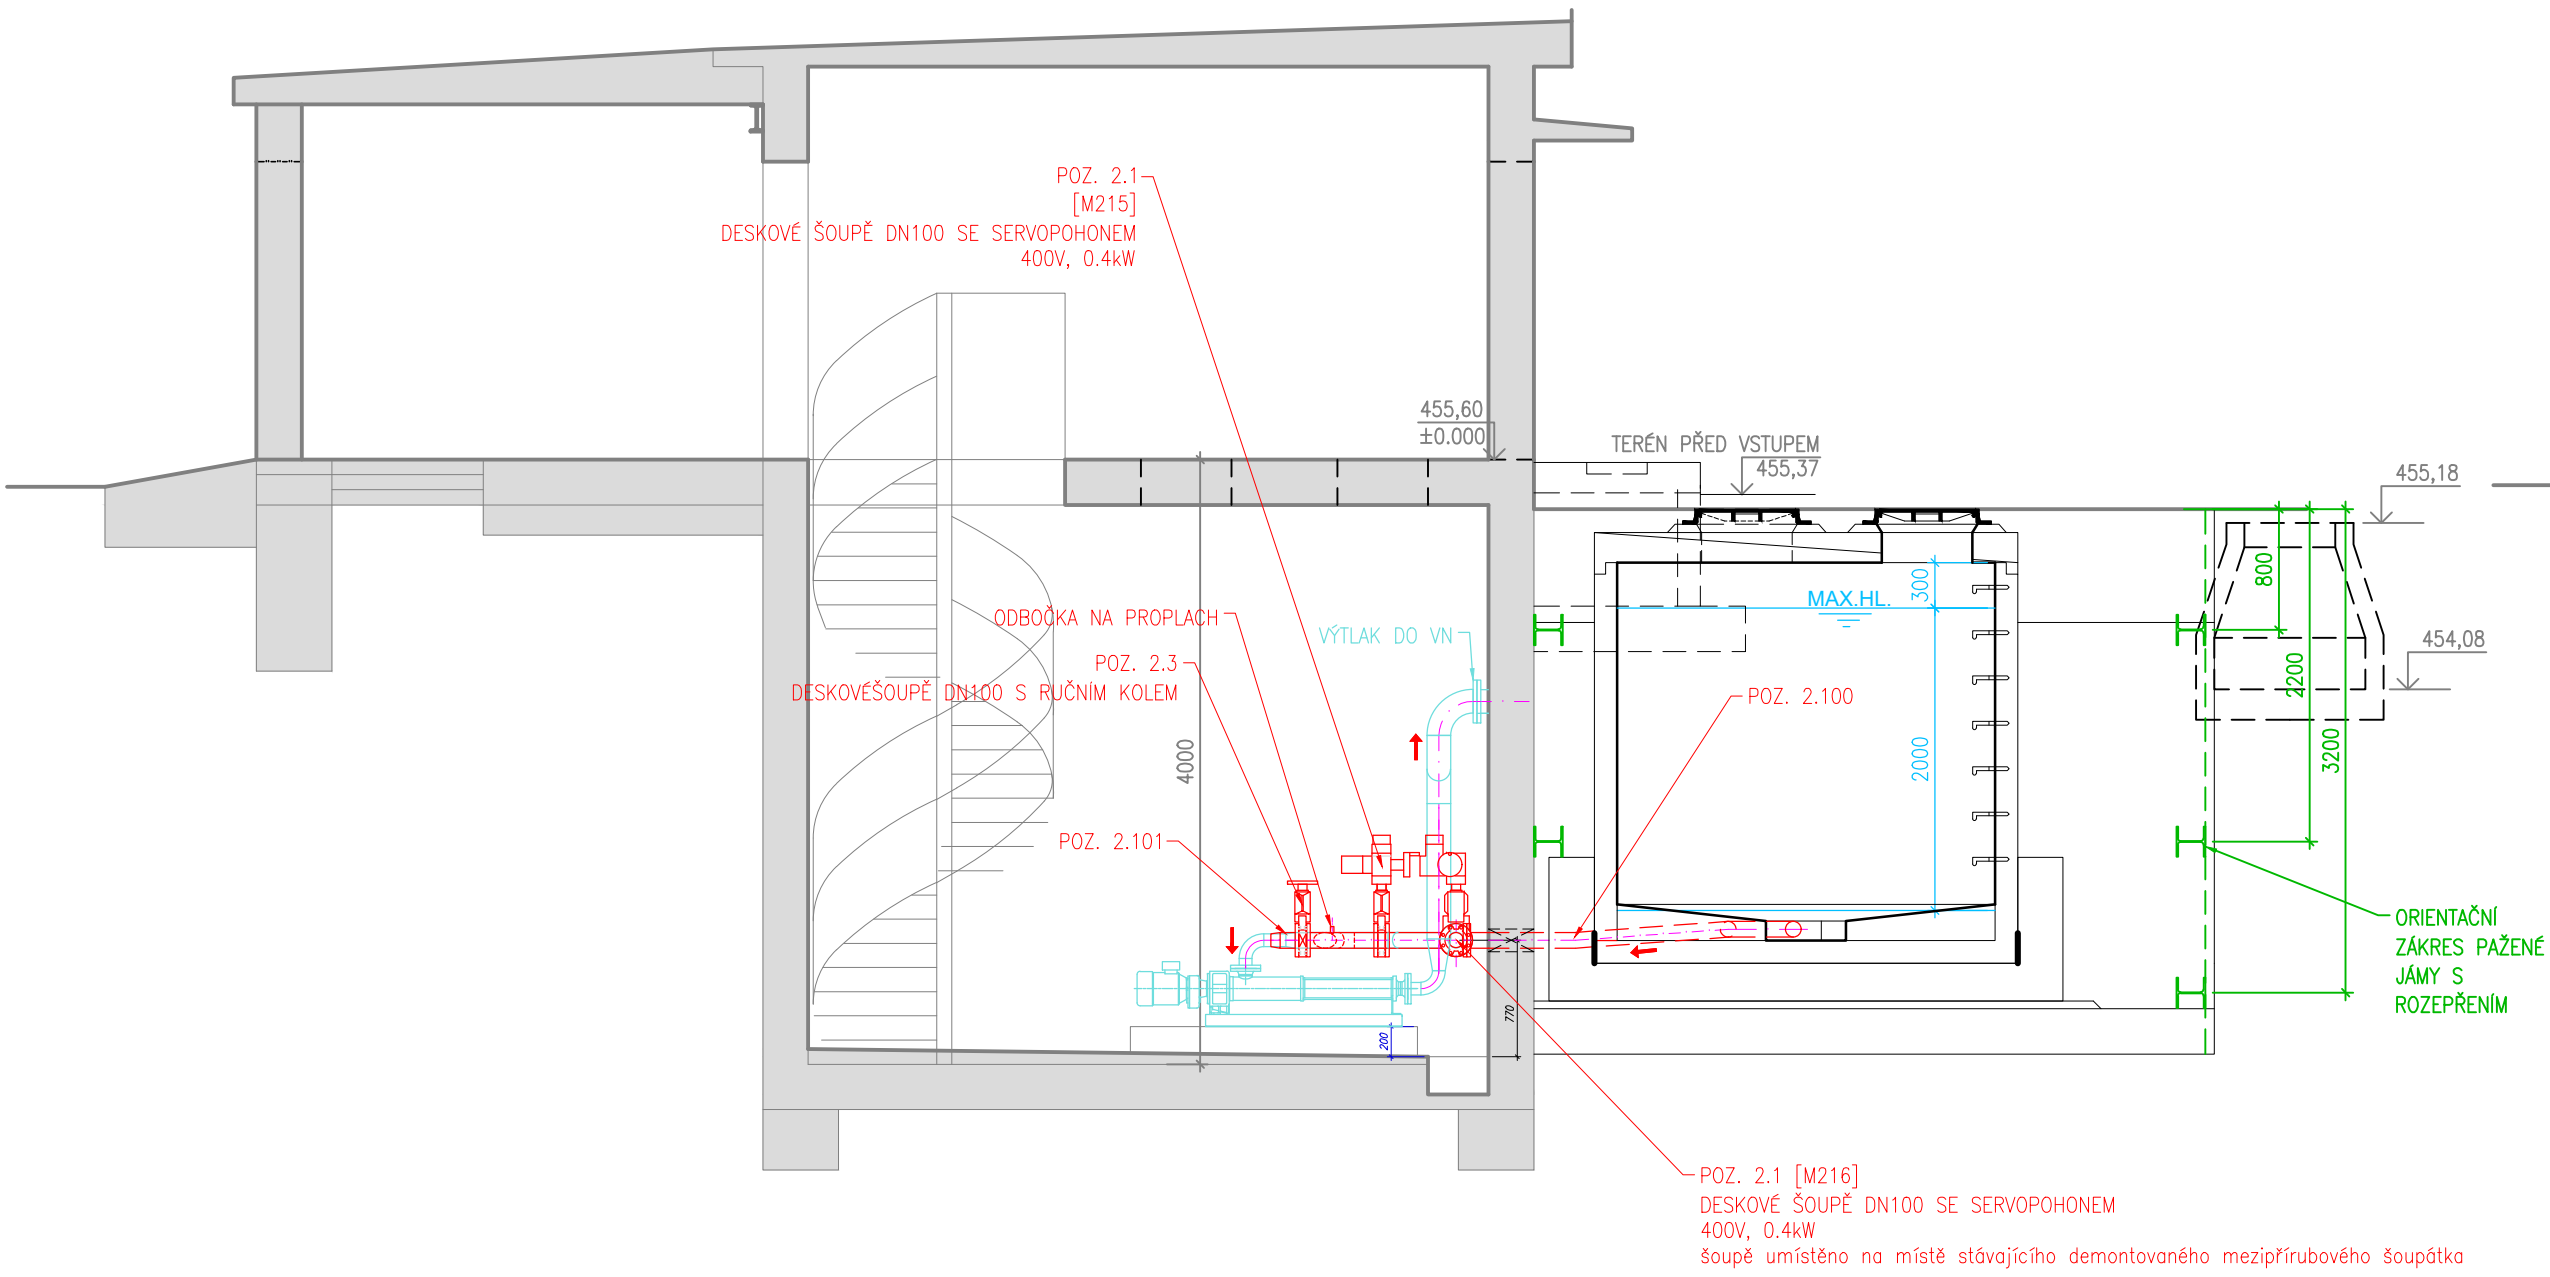 POZ. 2.1
[M215]
DESKOVÉ ŠOUPĚ DN100 SE SERVOPOHONEM
400V, 0.4kW
455,60
±0.000
TERÉN PŘED VSTUPEM
455,37
455,18
800
300
MAX.HL.
ODBOČKA NA PROPLACH
VÝTLAK DO VN
454,08
POZ. 2.3
DESKOVÉŠOUPĚ DN100 S RUČNÍM KOLEM
2200
POZ. 2.100
4000
2000
3200
POZ. 2.101
ORIENTAČNÍ
ZÁKRES PAŽENÉ
JÁMY S
ROZEPŘENÍM
770
200
POZ. 2.1 [M216]
DESKOVÉ ŠOUPĚ DN100 SE SERVOPOHONEM
400V, 0.4kW
šoupě umístěno na místě stávajícího demontovaného mezipřírubového šoupátka